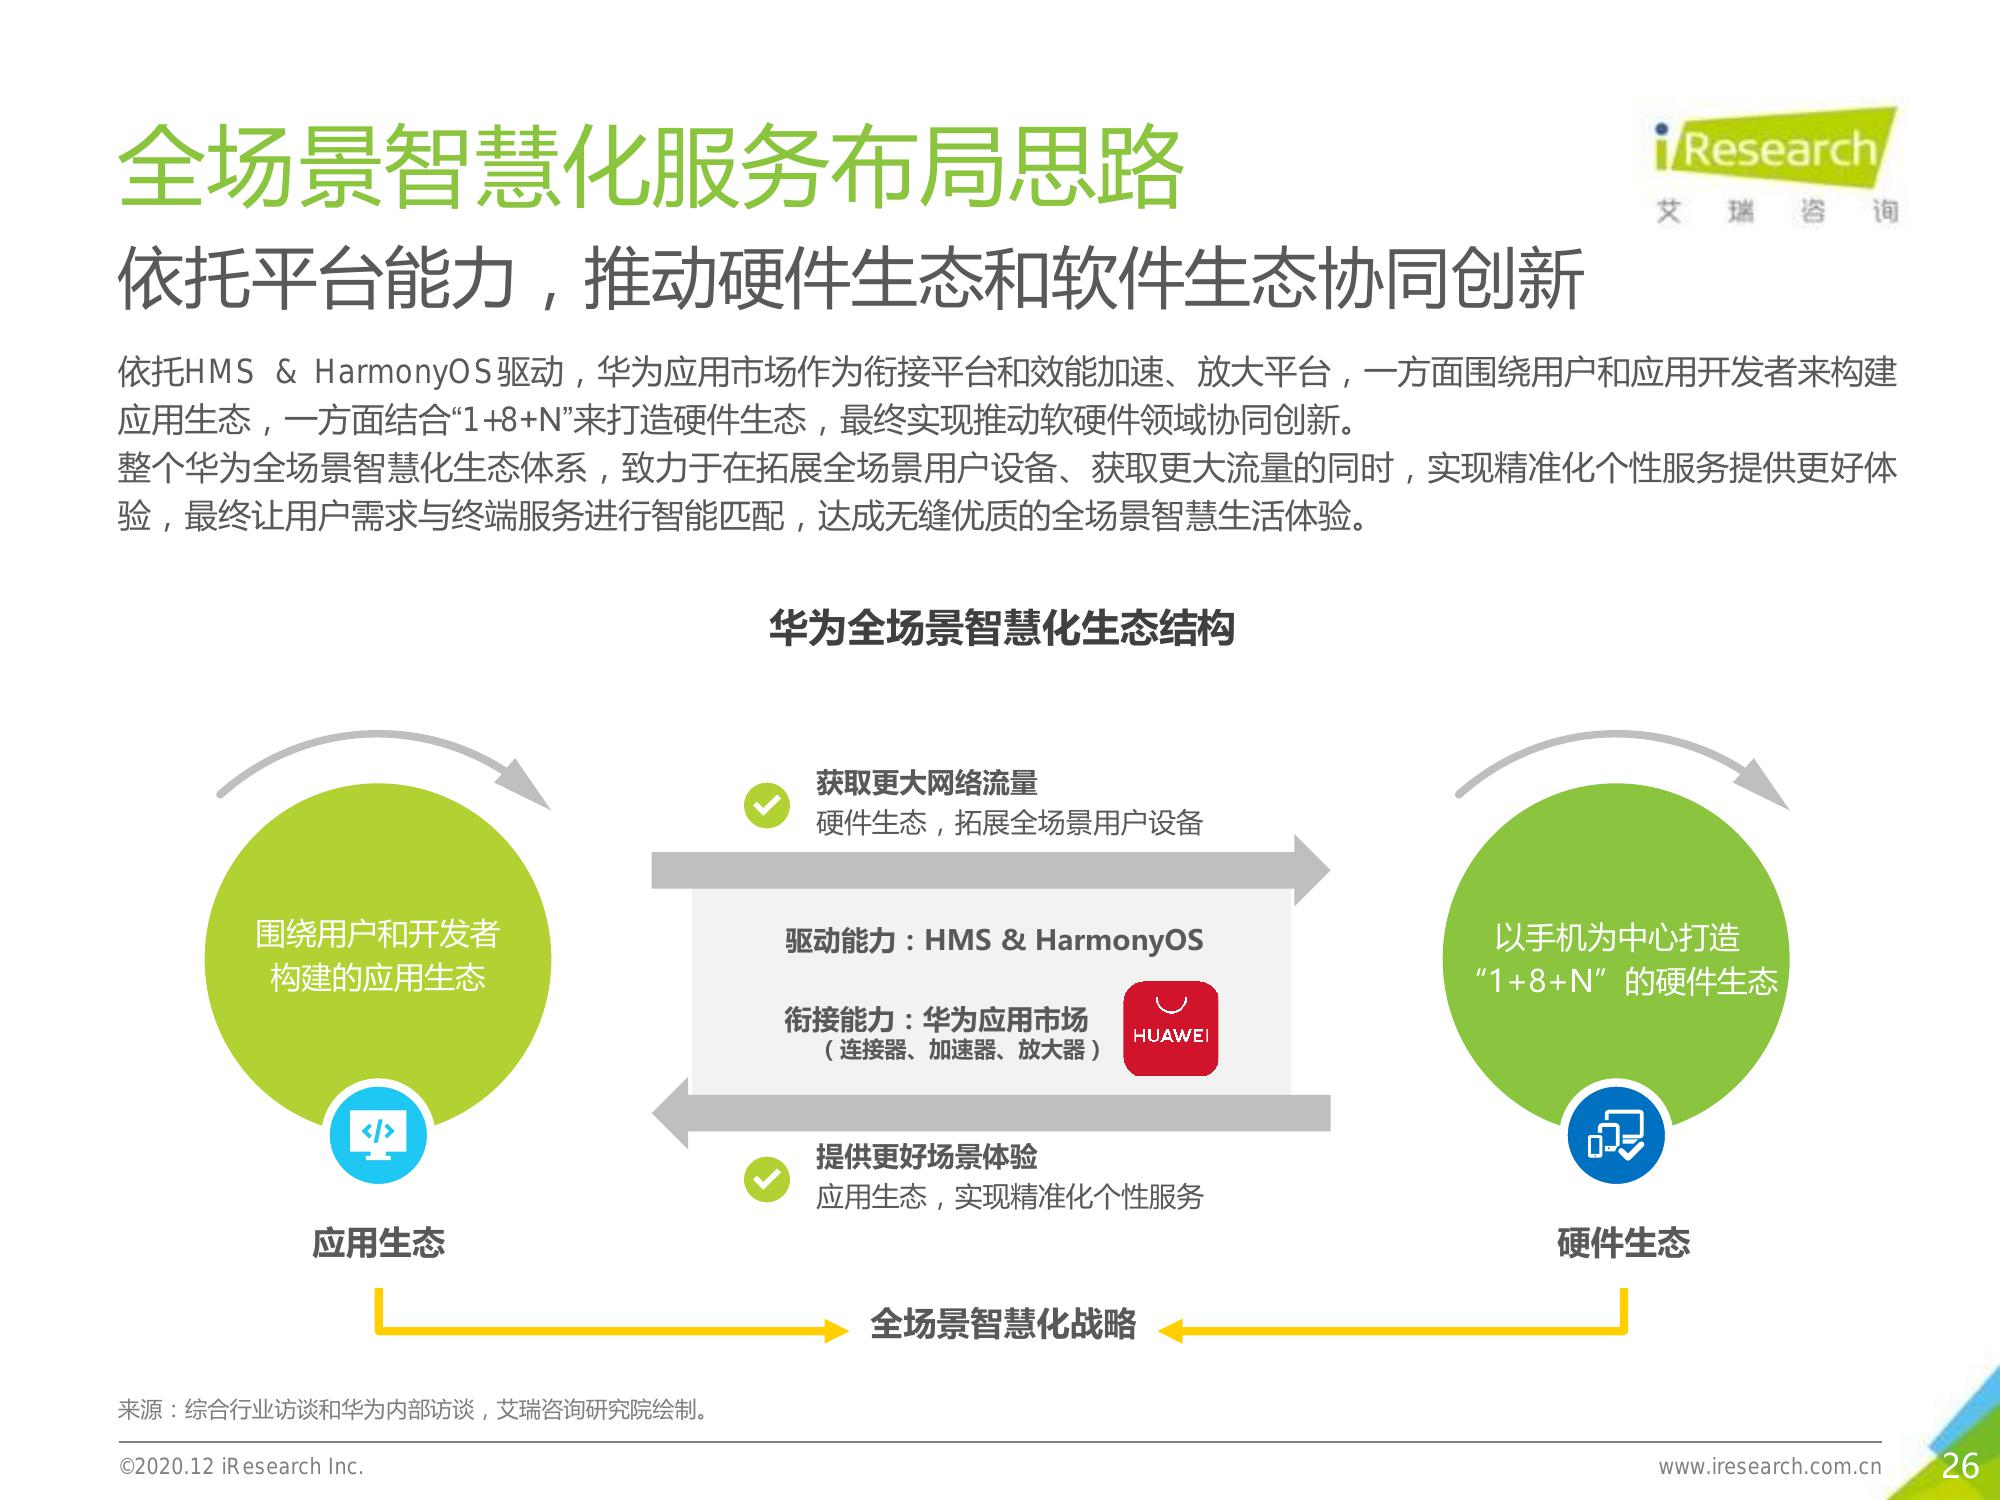 全场景智慧化服务布局思路
iResearch
艾瑞咨询
依托平台能力，推动硬件生态和软件生态协同创新
依托HMS & HarmonyOS驱动，华为应用市场作为衔接平台和效能加速、放大平台，一方面围绕用户和应用开发者来构建
应用生态，一方面结合“1+8+N”来打造硬件生态，最终实现推动软硬件领域协同创新。
整个华为全场景智慧化生态体系，致力于在拓展全场景用户设备、获取更大流量的同时，实现精准化个性服务提供更好体
验，最终让用户需求与终端服务进行智能匹配，达成无缝优质的全场景智慧生活体验。
华为全场景智慧化生态结构
获取更大网络流量
硬件生态，拓展全场景用户设备
围绕用户和开发者
构建的应用生态
驱动能力：HMS & HarmonyOS
衔接能力：华为应用市场
（连接器、加速器、放大器）
HUAWEI
以手机为中心打造
“1+8+N”的硬件生态
</>
提供更好场景体验
应用生态，实现精准化个性服务
应用生态
硬件生态
全场景智慧化战略
来源：综合行业访谈和华为内部访谈，艾瑞咨询研究院绘制。
©2020.12 iResearch Inc.
www.iresearch.com.cn
26